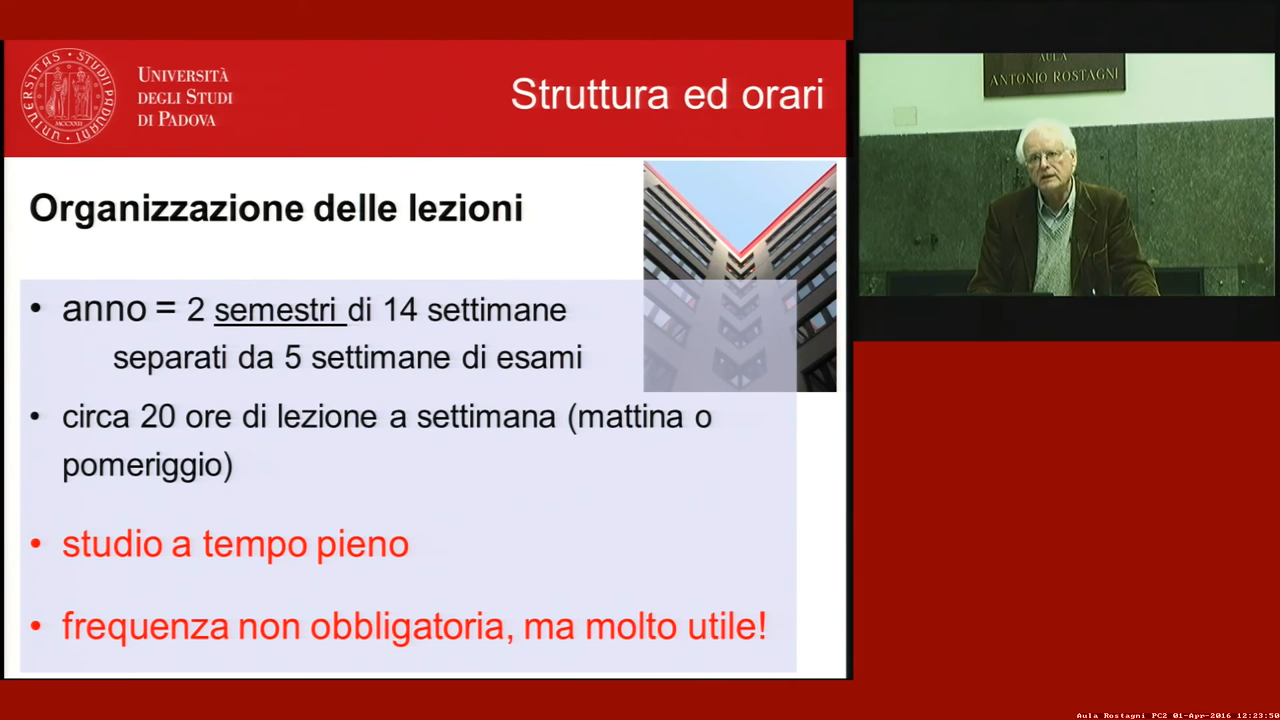 UNIVERSITÀ
DEGLI STUDI
DI PADOVA
Struttura ed orari
Organizzazione delle lezioni
• anno = 2 semestri di 14 settimane
separati da 5 settimane di esami
• circa 20 ore di lezione a settimana (mattina o
pomeriggio)
• studio a tempo pieno
• frequenza non obbligatoria, ma molto utile!
AULA
ANTONIO ROSTAGNI
Aula Rostagni PC2 01-Apr-2016 12:23:50